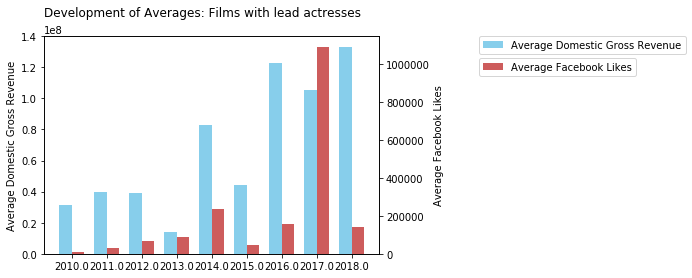 Development of Averages: Films with lead actresses
1e8
1.4
1.2
1.0
0.8
0.6
0.4
0.2
0.0
Average Domestic Gross Revenue
2010.0 2011.0 2012.0 2013.0 2014.0 2015.0 2016.0 2017.0 2018.0
1000000
800000
600000
400000
200000
0
Average Facebook Likes
Average Domestic Gross Revenue
Average Facebook Likes